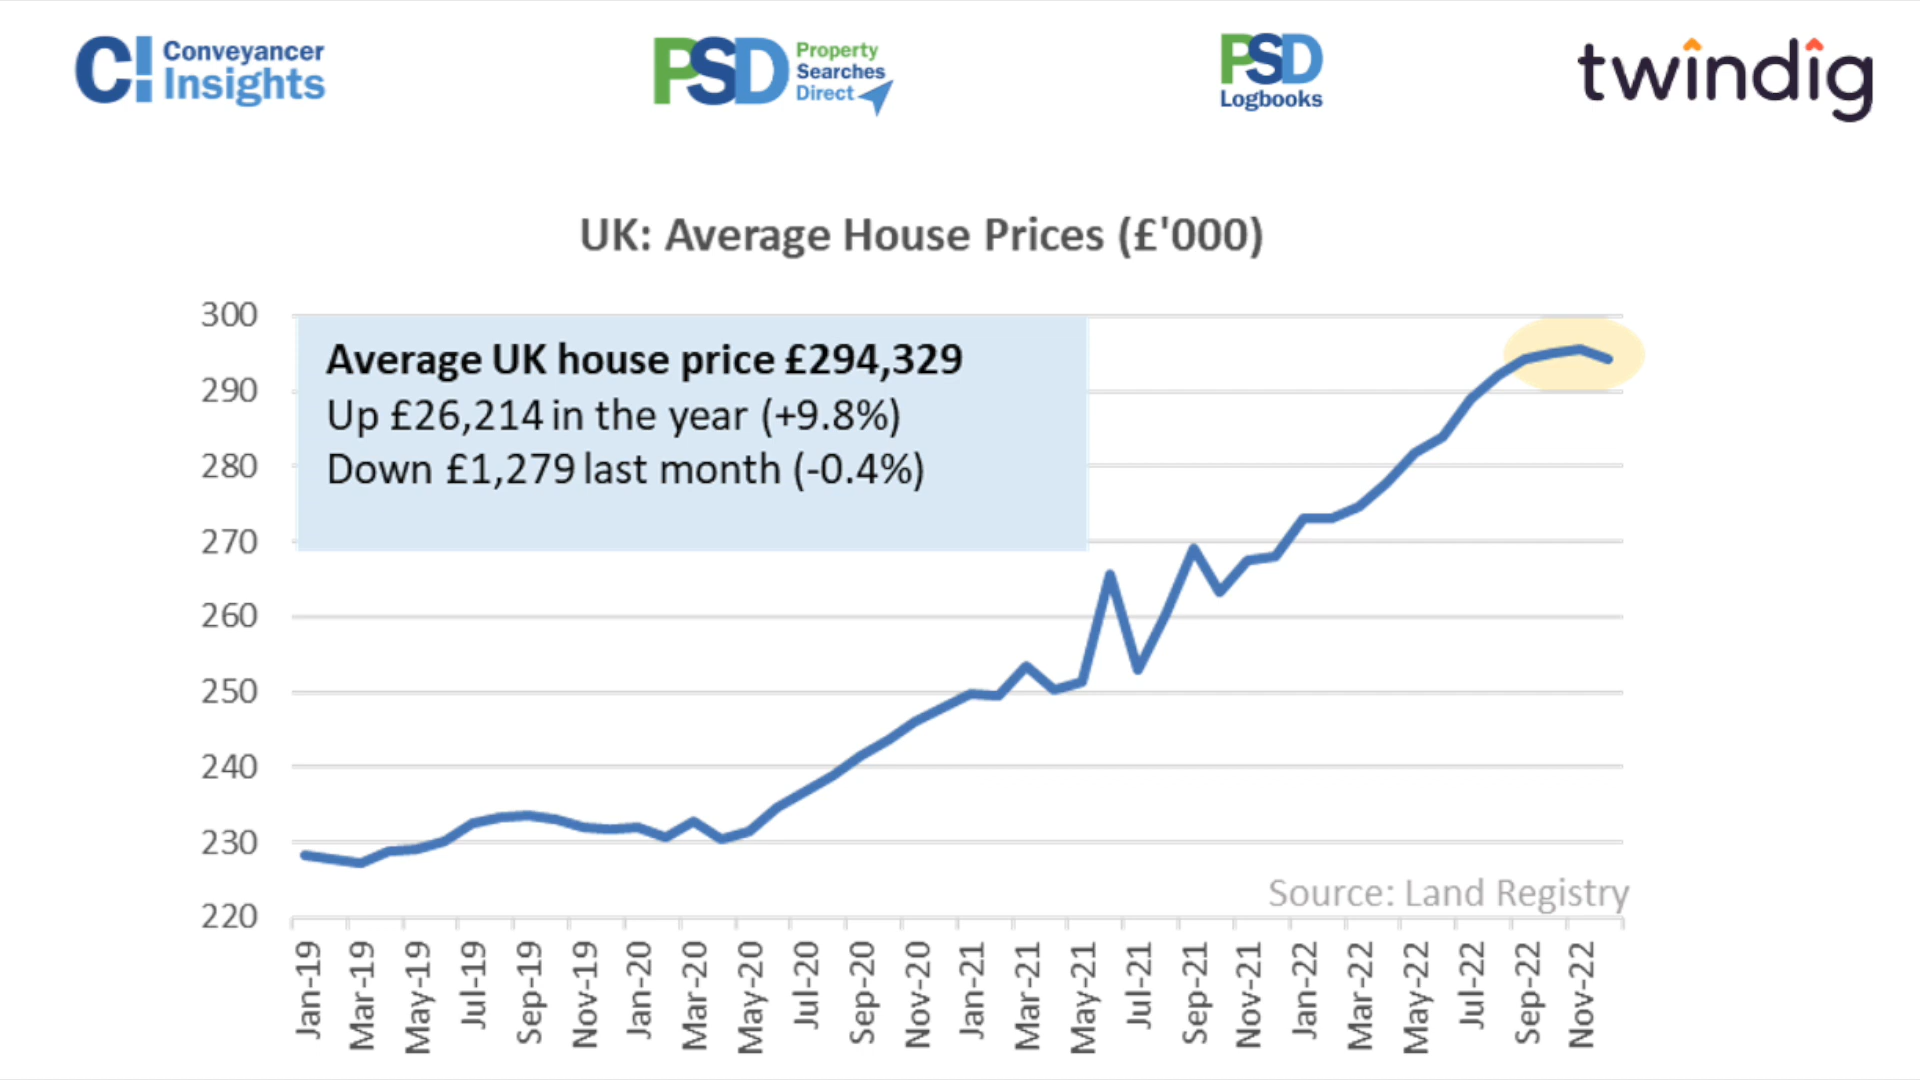 C! Conveyancer
Insights
PSD Property
Searches
Direct
PSD
Logbooks
twindig
UK: Average House Prices (£'000)
300
290
280
270
260
250
240
230
220
Average UK house price £294,329
Up £26,214 in the year (+9.8%)
Down £1,279 last month (-0.4%)
Source: Land Registry
Jan-19
Mar-19
May-19
Jul-19
Sep-19
Nov-19
Jan-20
Mar-20
May-20
Jul-20
Sep-20
Nov-20
Jan-21
Mar-21
May-21
Jul-21
Sep-21
Nov-21
Jan-22
Mar-22
May-22
Jul-22
Sep-22
Nov-22